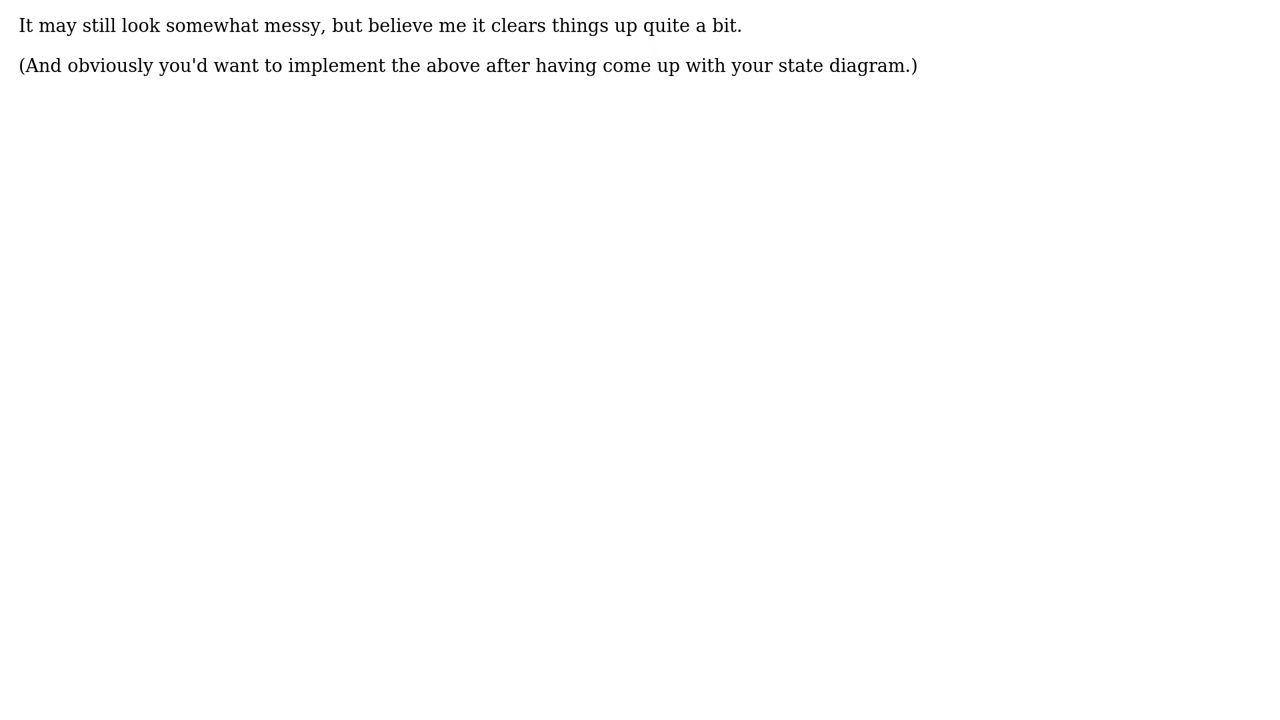 It may still look somewhat messy, but believe me it clears things up quite a bit.
(And obviously you'd want to implement the above after having come up with your state diagram.)